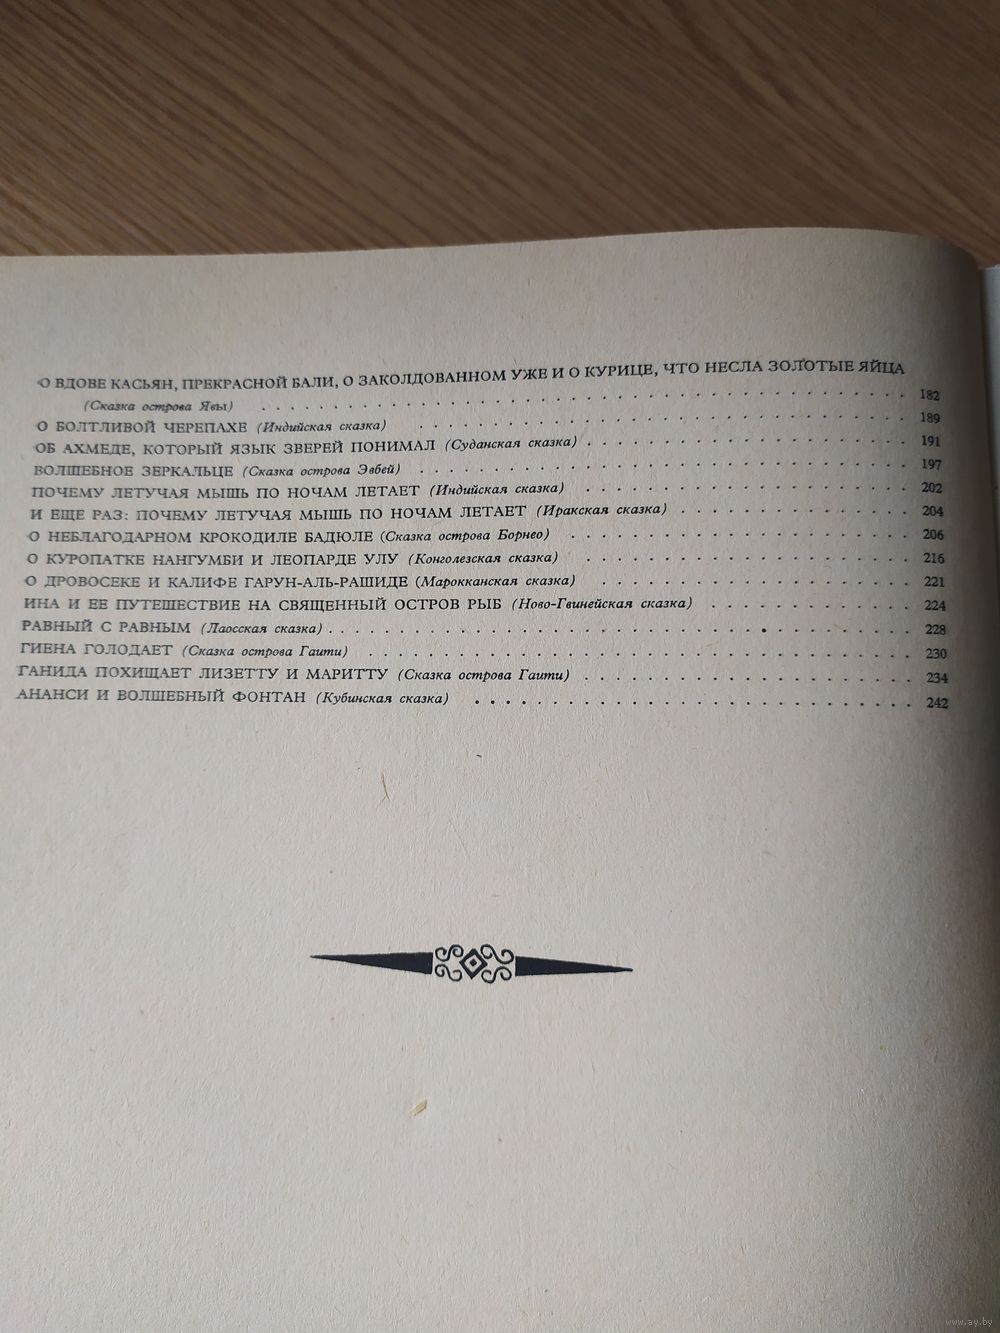 О ВДОВЕ КАСЬЯН, ПРЕКРАСНОЙ БАЛИ, О ЗАКОЛДОВАННОМ УЖЕ И О КУРИЦЕ, ЧТО НЕСЛА ЗОЛОТЫЕ ЯЙЦА
(Сказка острова Явы) . . . . . . . . . . 182
О БОЛТЛИВОЙ ЧЕРЕПАХЕ (Индийская сказка) . . . . . . . . . . 189
ОБ АХМЕДЕ, КОТОРЫЙ ЯЗЫК ЗВЕРЕЙ ПОНИМАЛ (Суданская сказка) . . . . . . . . . . 191
ВОЛШЕБНОЕ ЗЕРКАЛЬЦЕ (Сказка острова Эвбей) . . . . . . . . . . 197
ПОЧЕМУ ЛЕТУЧАЯ МЫШЬ ПО НОЧАМ ЛЕТАЕТ (Индийская сказка) . . . . . . . . . . 202
И ЕЩЕ РАЗ: ПОЧЕМУ ЛЕТУЧАЯ МЫШЬ ПО НОЧАМ ЛЕТАЕТ (Иракская сказка) . . . . . . . . . . 204
О НЕБЛАГОДАРНОМ КРОКОДИЛЕ БАДЮЛЕ (Сказка острова Борнео) . . . . . . . . . . 206
О КУРОПАТКЕ НАНГУМБИ И ЛЕОПАРДЕ УЛУ (Конголезская сказка) . . . . . . . . . . 216
О ДРОВОСЕКЕ И КАЛИФЕ ГАРУН-АЛЬ-РАШИДЕ (Марокканская сказка) . . . . . . . . . . 221
ИНА И ЕЕ ПУТЕШЕСТВИЕ НА СВЯЩЕННЫЙ ОСТРОВ РЫБ (Ново-Гвинейская сказка) . . . . . . . . . . 224
РАВНЫЙ С РАВНЫМ (Лаосская сказка) . . . . . . . . . . 228
ГИЕНА ГОЛОДАЕТ (Сказка острова Гаити) . . . . . . . . . . 230
ГАНИДА ПОХИЩАЕТ ЛИЗЕТТУ И МАРИТТУ (Сказка острова Гаити) . . . . . . . . . . 234
АНАНСИ И ВОЛШЕБНЫЙ ФОНТАН (Кубинская сказка) . . . . . . . . . . 242
www.ay.by